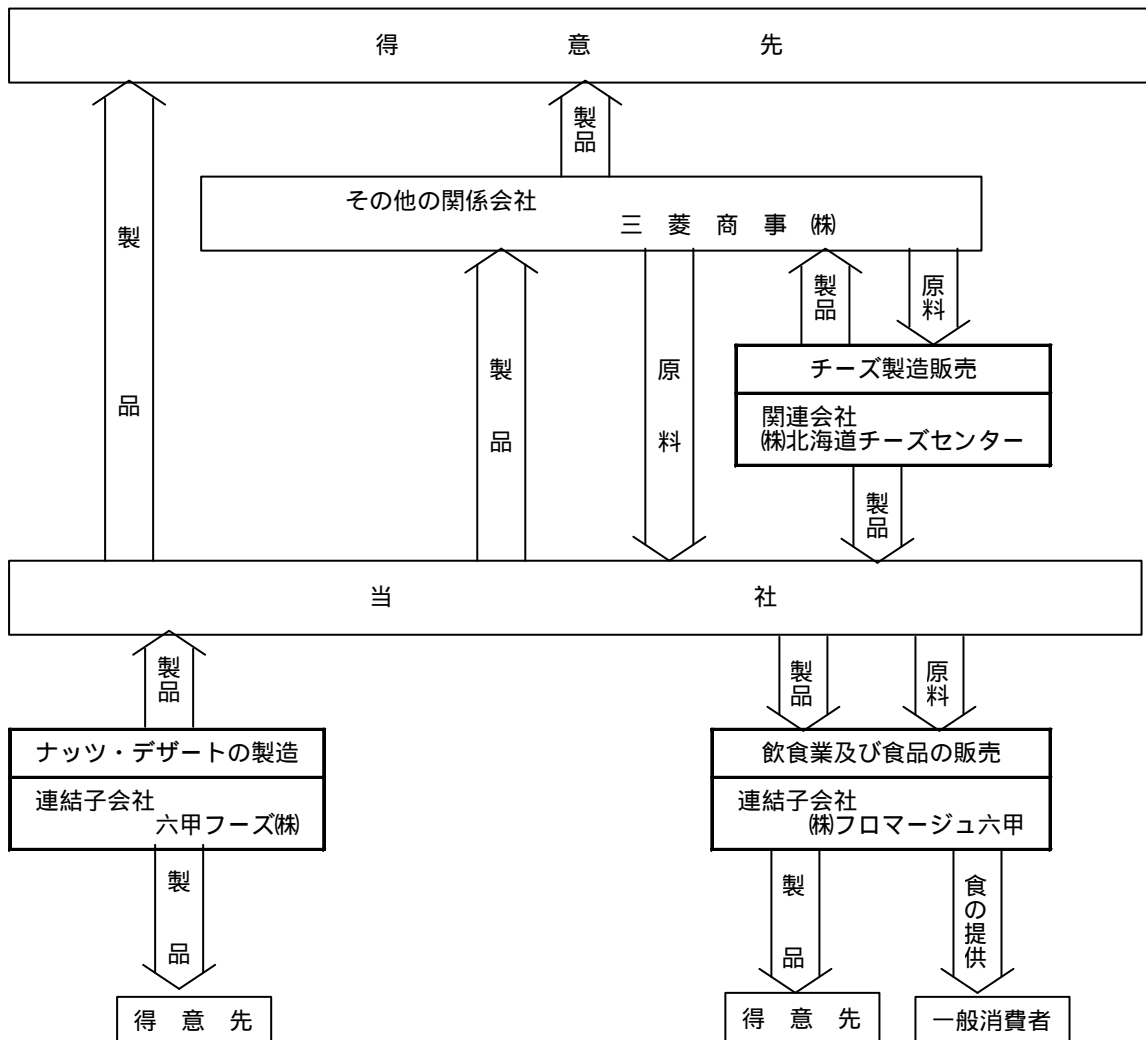 得意先
製品
その他の関係会社
三菱商事㈱
製品
製品
原料
製品
原料
チーズ製造販売
関連会社
㈱北海道チーズセンター
製品
当社
製品
製品
原料
ナッツ・デザートの製造
連結子会社
六甲フーズ㈱
飲食業及び食品の販売
連結子会社
㈱フロマージュ六甲
製品
製品
食の提供
得意先
得意先
一般消費者